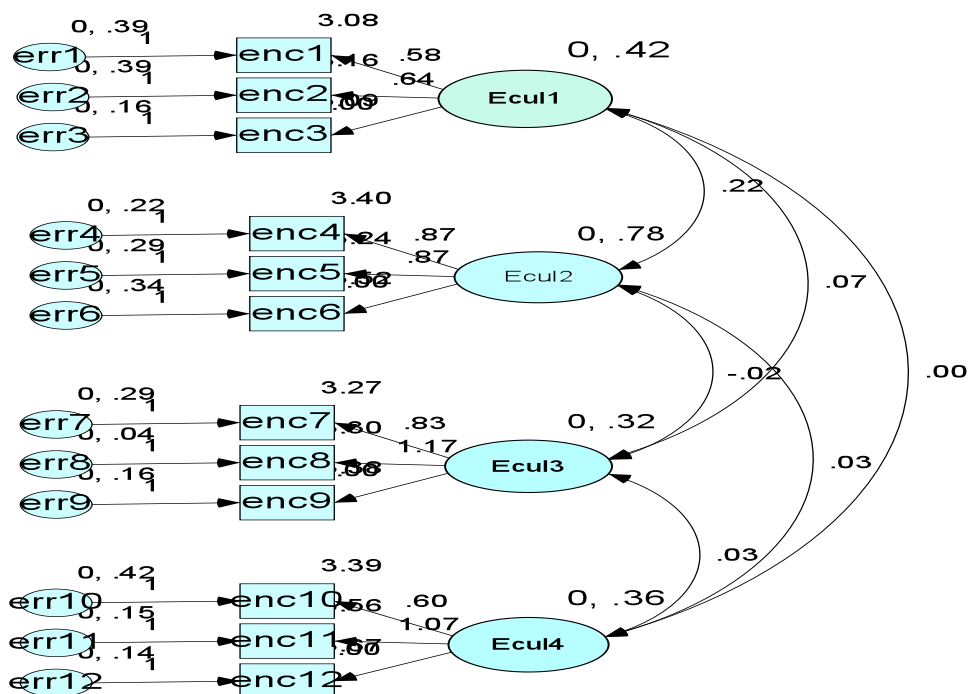 3.08
0, .39
1
err1
enc1
.58
0, .42
0, .39
1
err2
enc2
.64
Ecul1
0, .16
1
err3
enc3
.22
3.40
0, .22
1
err4
enc4
.87
0, .78
0, .29
1
err5
enc5
.87
Ecul2
0, .34
1
err6
enc6
.07
-.02
.00
3.27
0, .29
1
err7
enc7
.83
0, .32
0, .04
1
err8
enc8
1.17
Ecul3
0, .16
1
err9
enc9
.03
.03
3.39
0, .42
1
err10
enc10
.60
0, .36
0, .15
1
err11
enc11
1.07
Ecul4
0, .14
1
err12
enc12